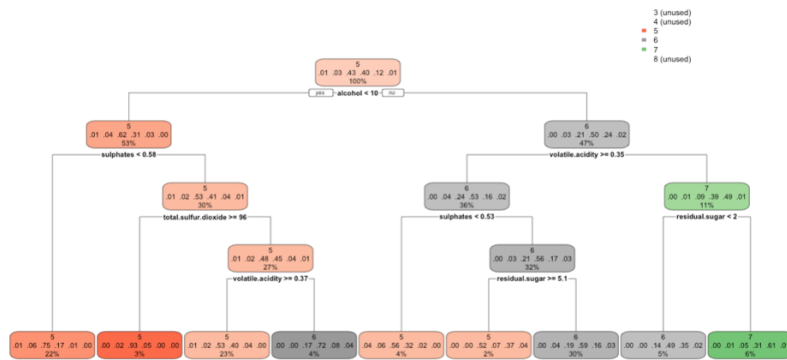 3 (unused)
4 (unused)
5
6
7
8 (unused)
5
.01 .03 .43 .40 .12 .01
100%
yes alcohol < 10 no
5
.01 .04 .62 .31 .03 .00
53%
sulphates < 0.58
6
.00 .03 .21 .50 .24 .02
47%
volatile.acidity >= 0.35
5
.01 .02 .53 .41 .04 .01
30%
total.sulfur.dioxide >= 96
6
.00 .04 .24 .53 .16 .02
36%
sulphates < 0.53
7
.00 .01 .09 .39 .49 .01
11%
residual.sugar < 2
5
.01 .02 .48 .45 .04 .01
27%
volatile.acidity >= 0.37
6
.00 .03 .21 .56 .17 .03
32%
residual.sugar >= 5.1
5
.01 .06 .75 .17 .01 .00
22%
5
.00 .02 .93 .05 .00 .00
3%
5
.01 .02 .53 .40 .04 .00
23%
6
.00 .00 .17 .72 .08 .04
4%
5
.04 .06 .56 .32 .02 .00
4%
5
.00 .00 .52 .07 .37 .04
2%
6
.00 .04 .19 .59 .16 .03
30%
6
.00 .00 .14 .49 .35 .02
5%
7
.00 .01 .05 .31 .61 .0
6%